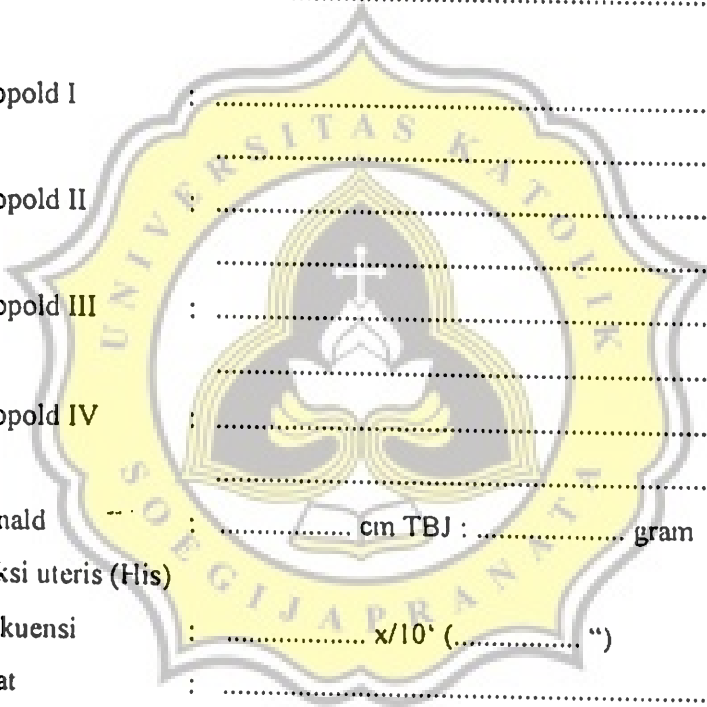 opold I : ..............................................
..............................................
opold II : ..............................................
..............................................
opold III : ..............................................
..............................................
opold IV : ..............................................
..............................................
nald : ................ cm TBJ : .................. gram
ksi uteris (His)
kuensi : ................ x/10‘ (............... “)
at : ..............................................
UNIVERSITAS KATOLIK
SOEGIJAPRANATA